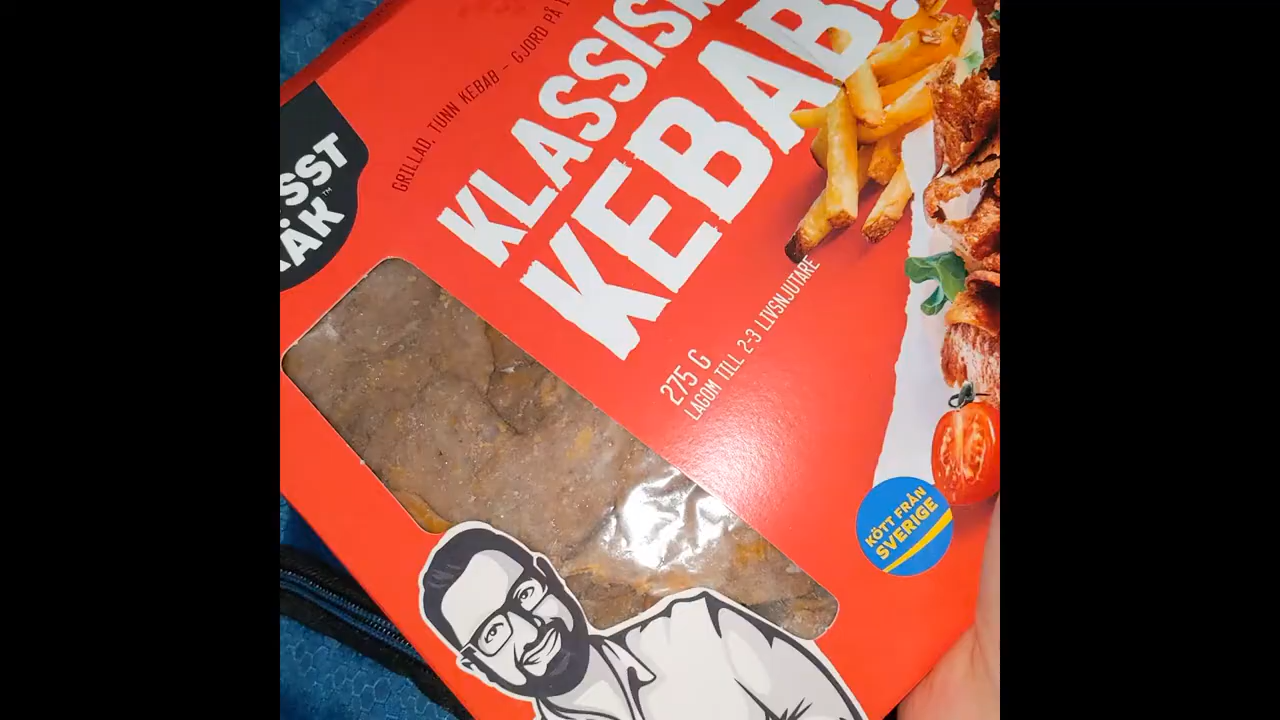 GRILLAD, TUNN KEBAB - GJORD PÅ
KLASSISK
KEBAB!
275 G
LAGOM TILL 2-3 LIVSNJUTARE
KÖTT FRÅN
SVERIGE